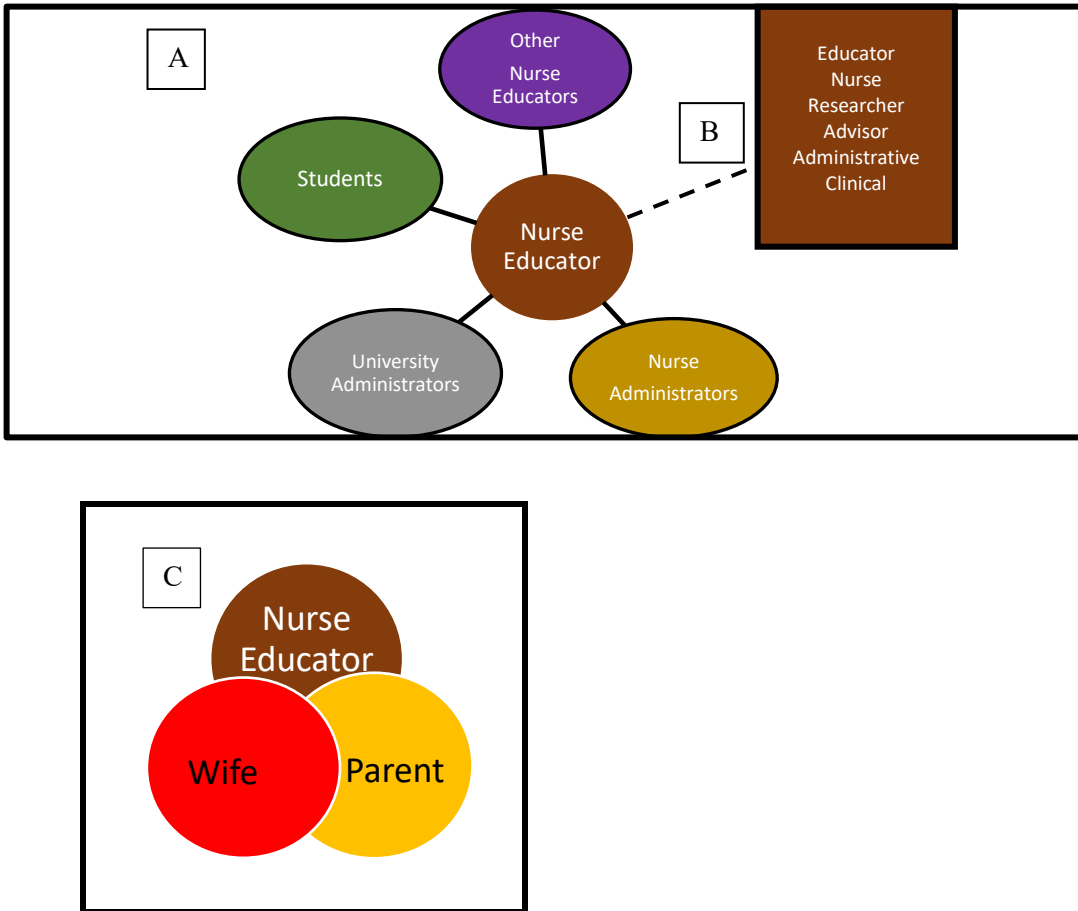 A
Other
Nurse
Educators
B
Educator
Nurse
Researcher
Advisor
Administrative
Clinical
Students
Nurse
Educator
University
Administrators
Nurse
Administrators
C
Nurse
Educator
Wife
Parent